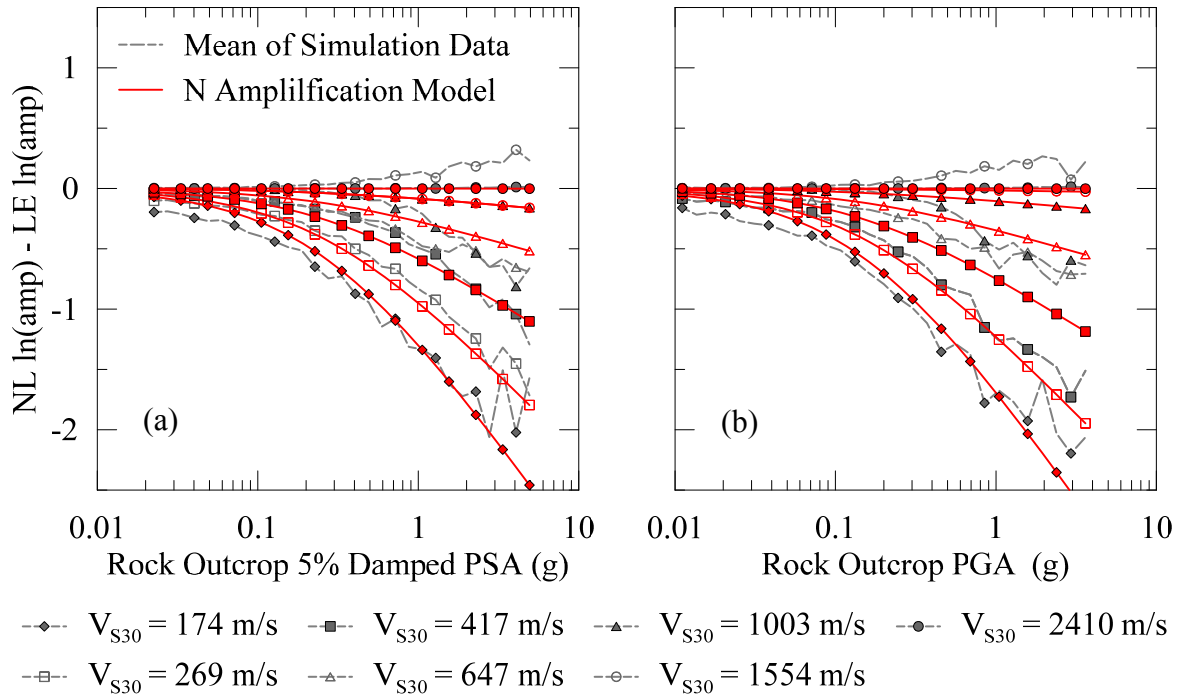 Mean of Simulation Data
N Amplilfication Model
NL ln(amp) - LE ln(amp)
1
0
-1
-2
(a)
(b)
0.01 0.1 1 10
0.01 0.1 1 10
Rock Outcrop 5% Damped PSA (g)
Rock Outcrop PGA (g)
VS30 = 174 m/s VS30 = 417 m/s VS30 = 1003 m/s VS30 = 2410 m/s
VS30 = 269 m/s VS30 = 647 m/s VS30 = 1554 m/s